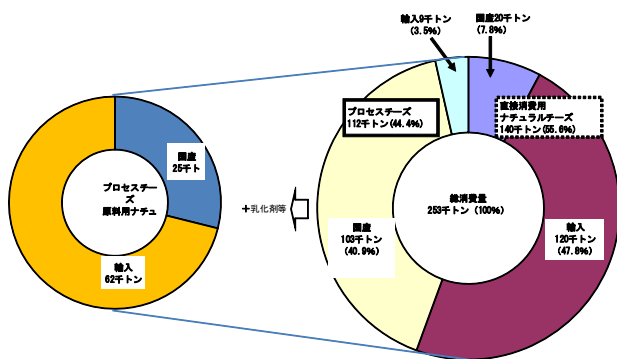 輸入9千トン
(3.5%)
国産20千トン
(7.8%)
プロセスチーズ
112千トン(44.4%)
直接消費用
ナチュラルチーズ
140千トン(55.6%)
国産
25千ト
プロセスチー
ズ
原料用ナチュ
+乳化剤等
総消費量
253千トン(100%)
国産
103千トン
(40.9%)
輸入
120千トン
(47.8%)
輸入
62千トン